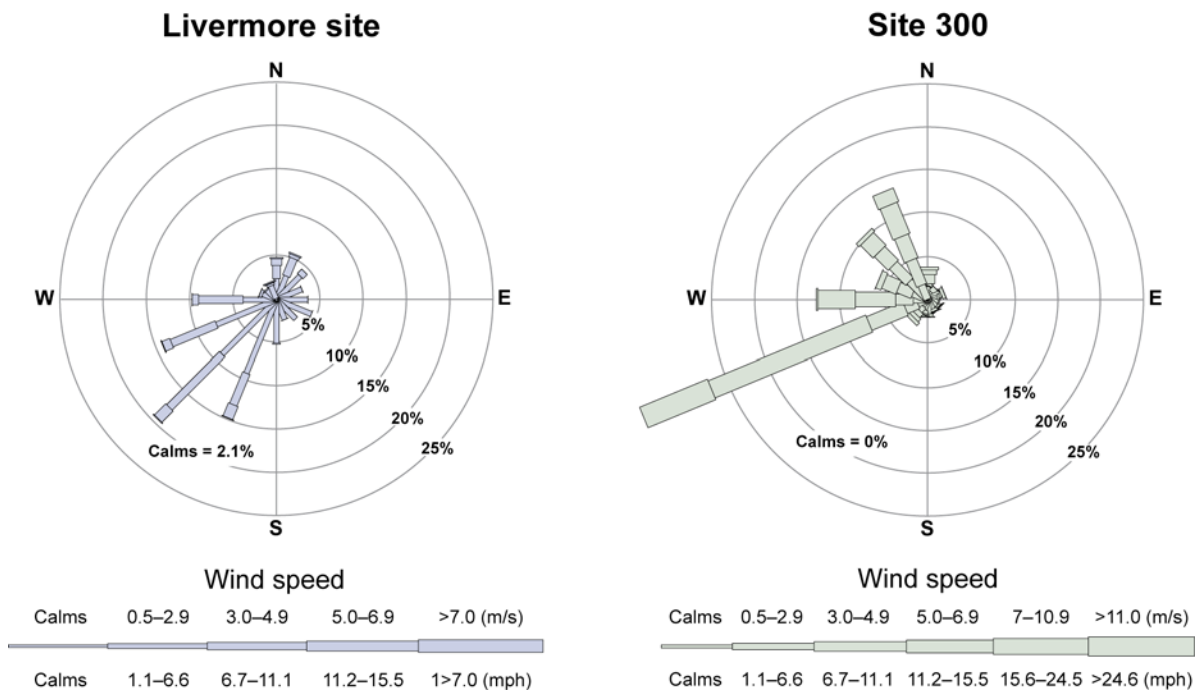 Livermore site
N
W
E
S
5%
10%
15%
20%
25%
Calms = 2.1%
Wind speed
Calms 0.5–2.9 3.0–4.9 5.0–6.9 >7.0 (m/s)
Calms 1.1–6.6 6.7–11.1 11.2–15.5 1>7.0 (mph)
Site 300
N
W
E
S
5%
10%
15%
20%
25%
Calms = 0%
Wind speed
Calms 0.5–2.9 3.0–4.9 5.0–6.9 7–10.9 >11.0 (m/s)
Calms 1.1–6.6 6.7–11.1 11.2–15.5 15.6–24.5 >24.6 (mph)